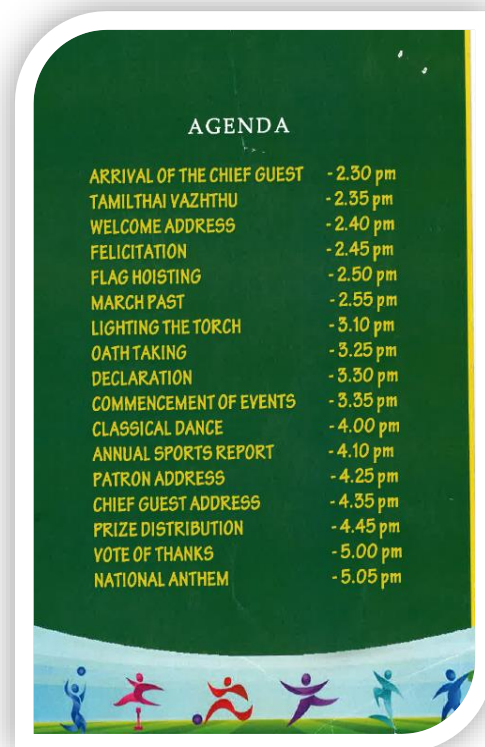 AGENDA
ARRIVAL OF THE CHIEF GUEST - 2.30 pm
TAMILTHAI VAZHTHU - 2.35 pm
WELCOME ADDRESS - 2.40 pm
FELICITATION - 2.45 pm
FLAG HOISTING - 2.50 pm
MARCH PAST - 2.55 pm
LIGHTING THE TORCH - 3.10 pm
OATH TAKING - 3.25 pm
DECLARATION - 3.30 pm
COMMENCEMENT OF EVENTS - 3.35 pm
CLASSICAL DANCE - 4.00 pm
ANNUAL SPORTS REPORT - 4.10 pm
PATRON ADDRESS - 4.25 pm
CHIEF GUEST ADDRESS - 4.35 pm
PRIZE DISTRIBUTION - 4.45 pm
VOTE OF THANKS - 5.00 pm
NATIONAL ANTHEM - 5.05 pm